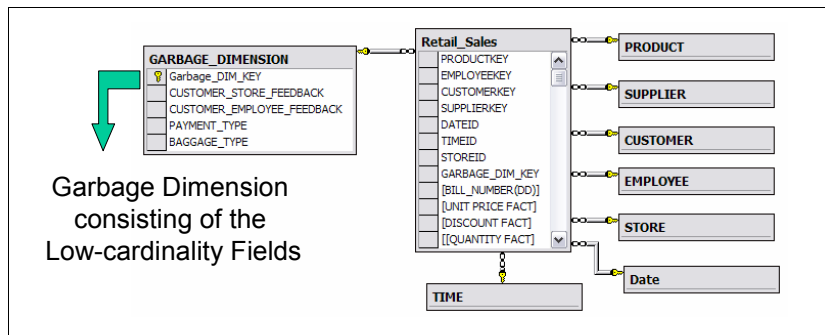 GARBAGE_DIMENSION
Garbage_DIM_KEY
CUSTOMER_STORE_FEEDBACK
CUSTOMER_EMPLOYEE_FEEDBACK
PAYMENT_TYPE
BAGGAGE_TYPE
Garbage Dimension
consisting of the
Low-cardinality Fields
Retail_Sales
PRODUCTKEY
EMPLOYEEKEY
CUSTOMERKEY
SUPPLIERKEY
DATEID
TIMEID
STOREID
GARBAGE_DIM_KEY
[BILL_NUMBER(DD)]
[UNIT PRICE FACT]
[DISCOUNT FACT]
[[QUANTITY FACT]
PRODUCT
SUPPLIER
CUSTOMER
EMPLOYEE
STORE
Date
TIME